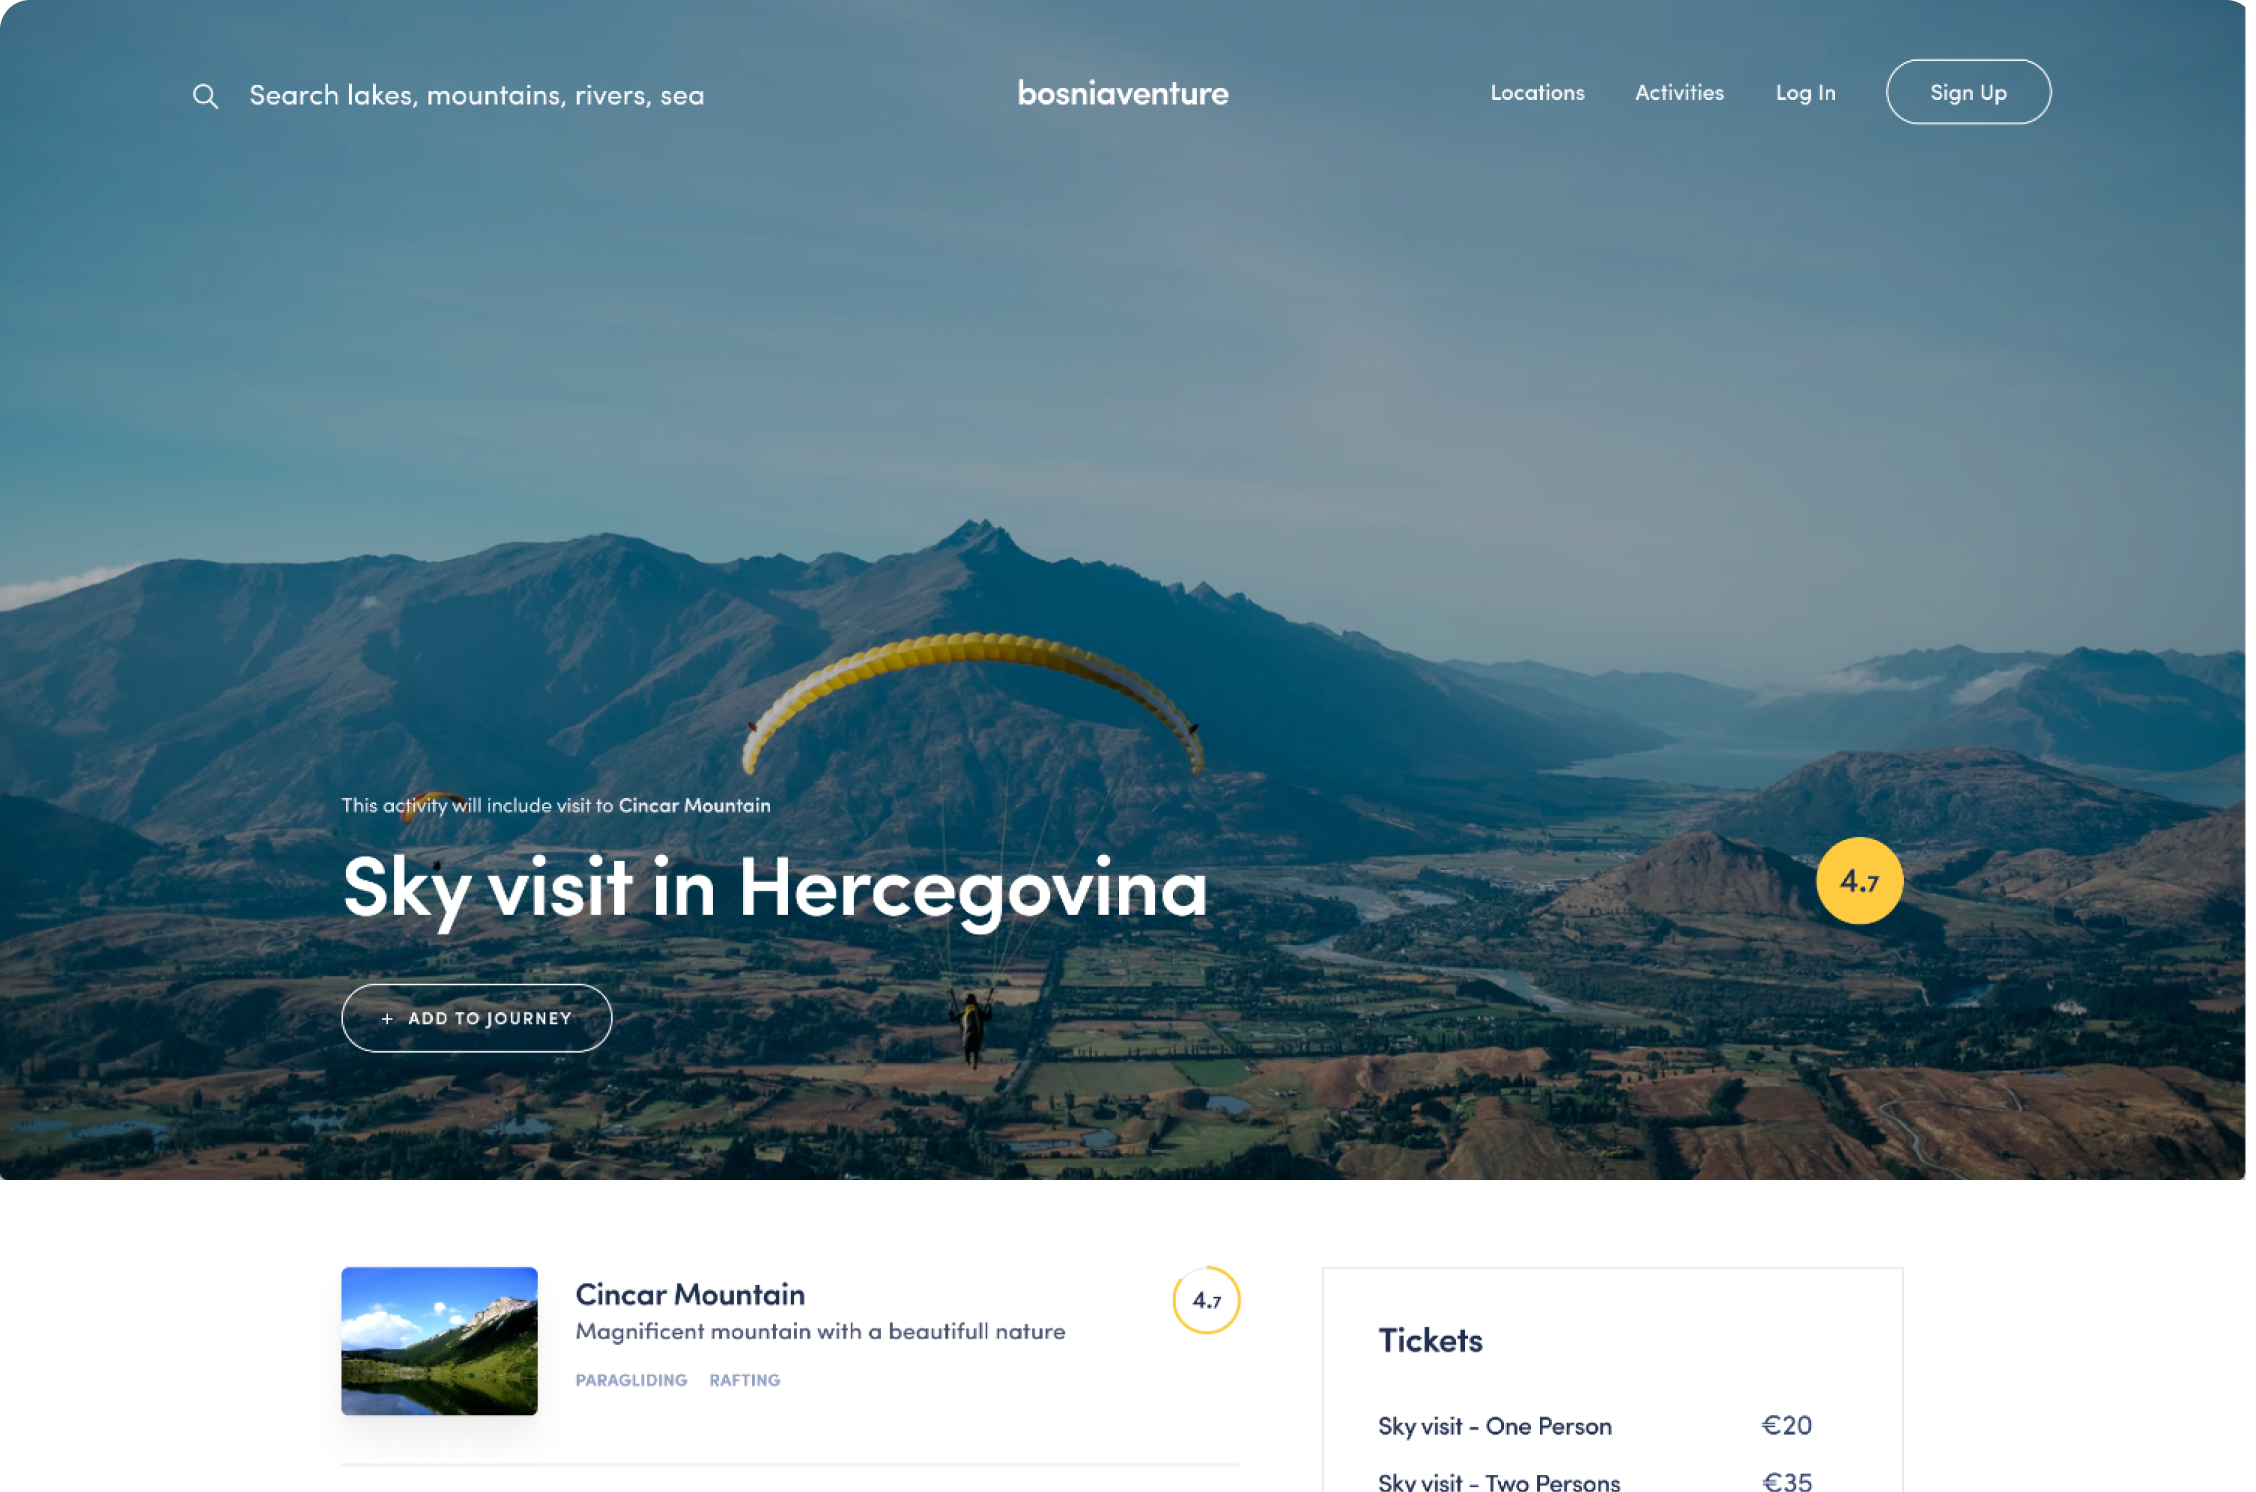 Search lakes, mountains, rivers, sea
bosniaventure
Locations Activities Log In Sign Up
This activity will include visit to Cincar Mountain
Sky visit in Hercegovina
4.7
+ ADD TO JOURNEY
Cincar Mountain
Magnificent mountain with a beautifull nature
PARAGLIDING RAFTING
4.7
Tickets
Sky visit - One Person €20
Sky visit - Two Persons €35